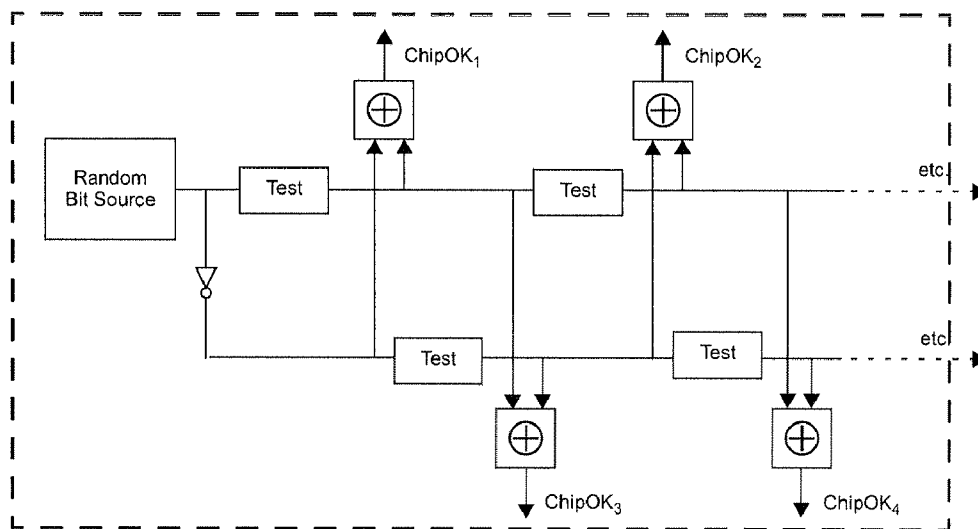 ChipOK1
ChipOK2
Random
Bit Source
Test
Test
etc.
Test
Test
etc
ChipOK3
ChipOK4